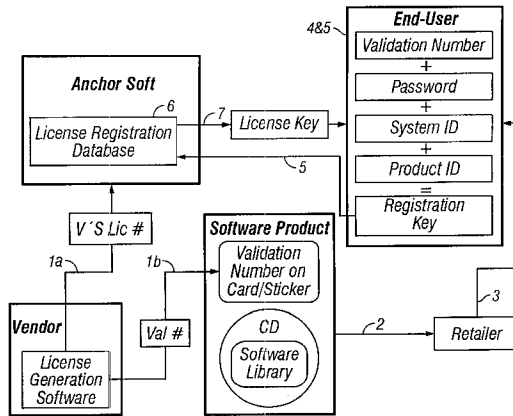 End-User
4&5
Validation Number
+
Password
+
System ID
+
Product ID
=
Registration
Key
Anchor Soft
6
7
License Registration
Database
License Key
5
V´S Lic #
1a
1b
Software Product
Validation
Number on
Card/Sticker
CD
Software
Library
Vendor
License
Generation
Software
Val #
2
3
Retailer